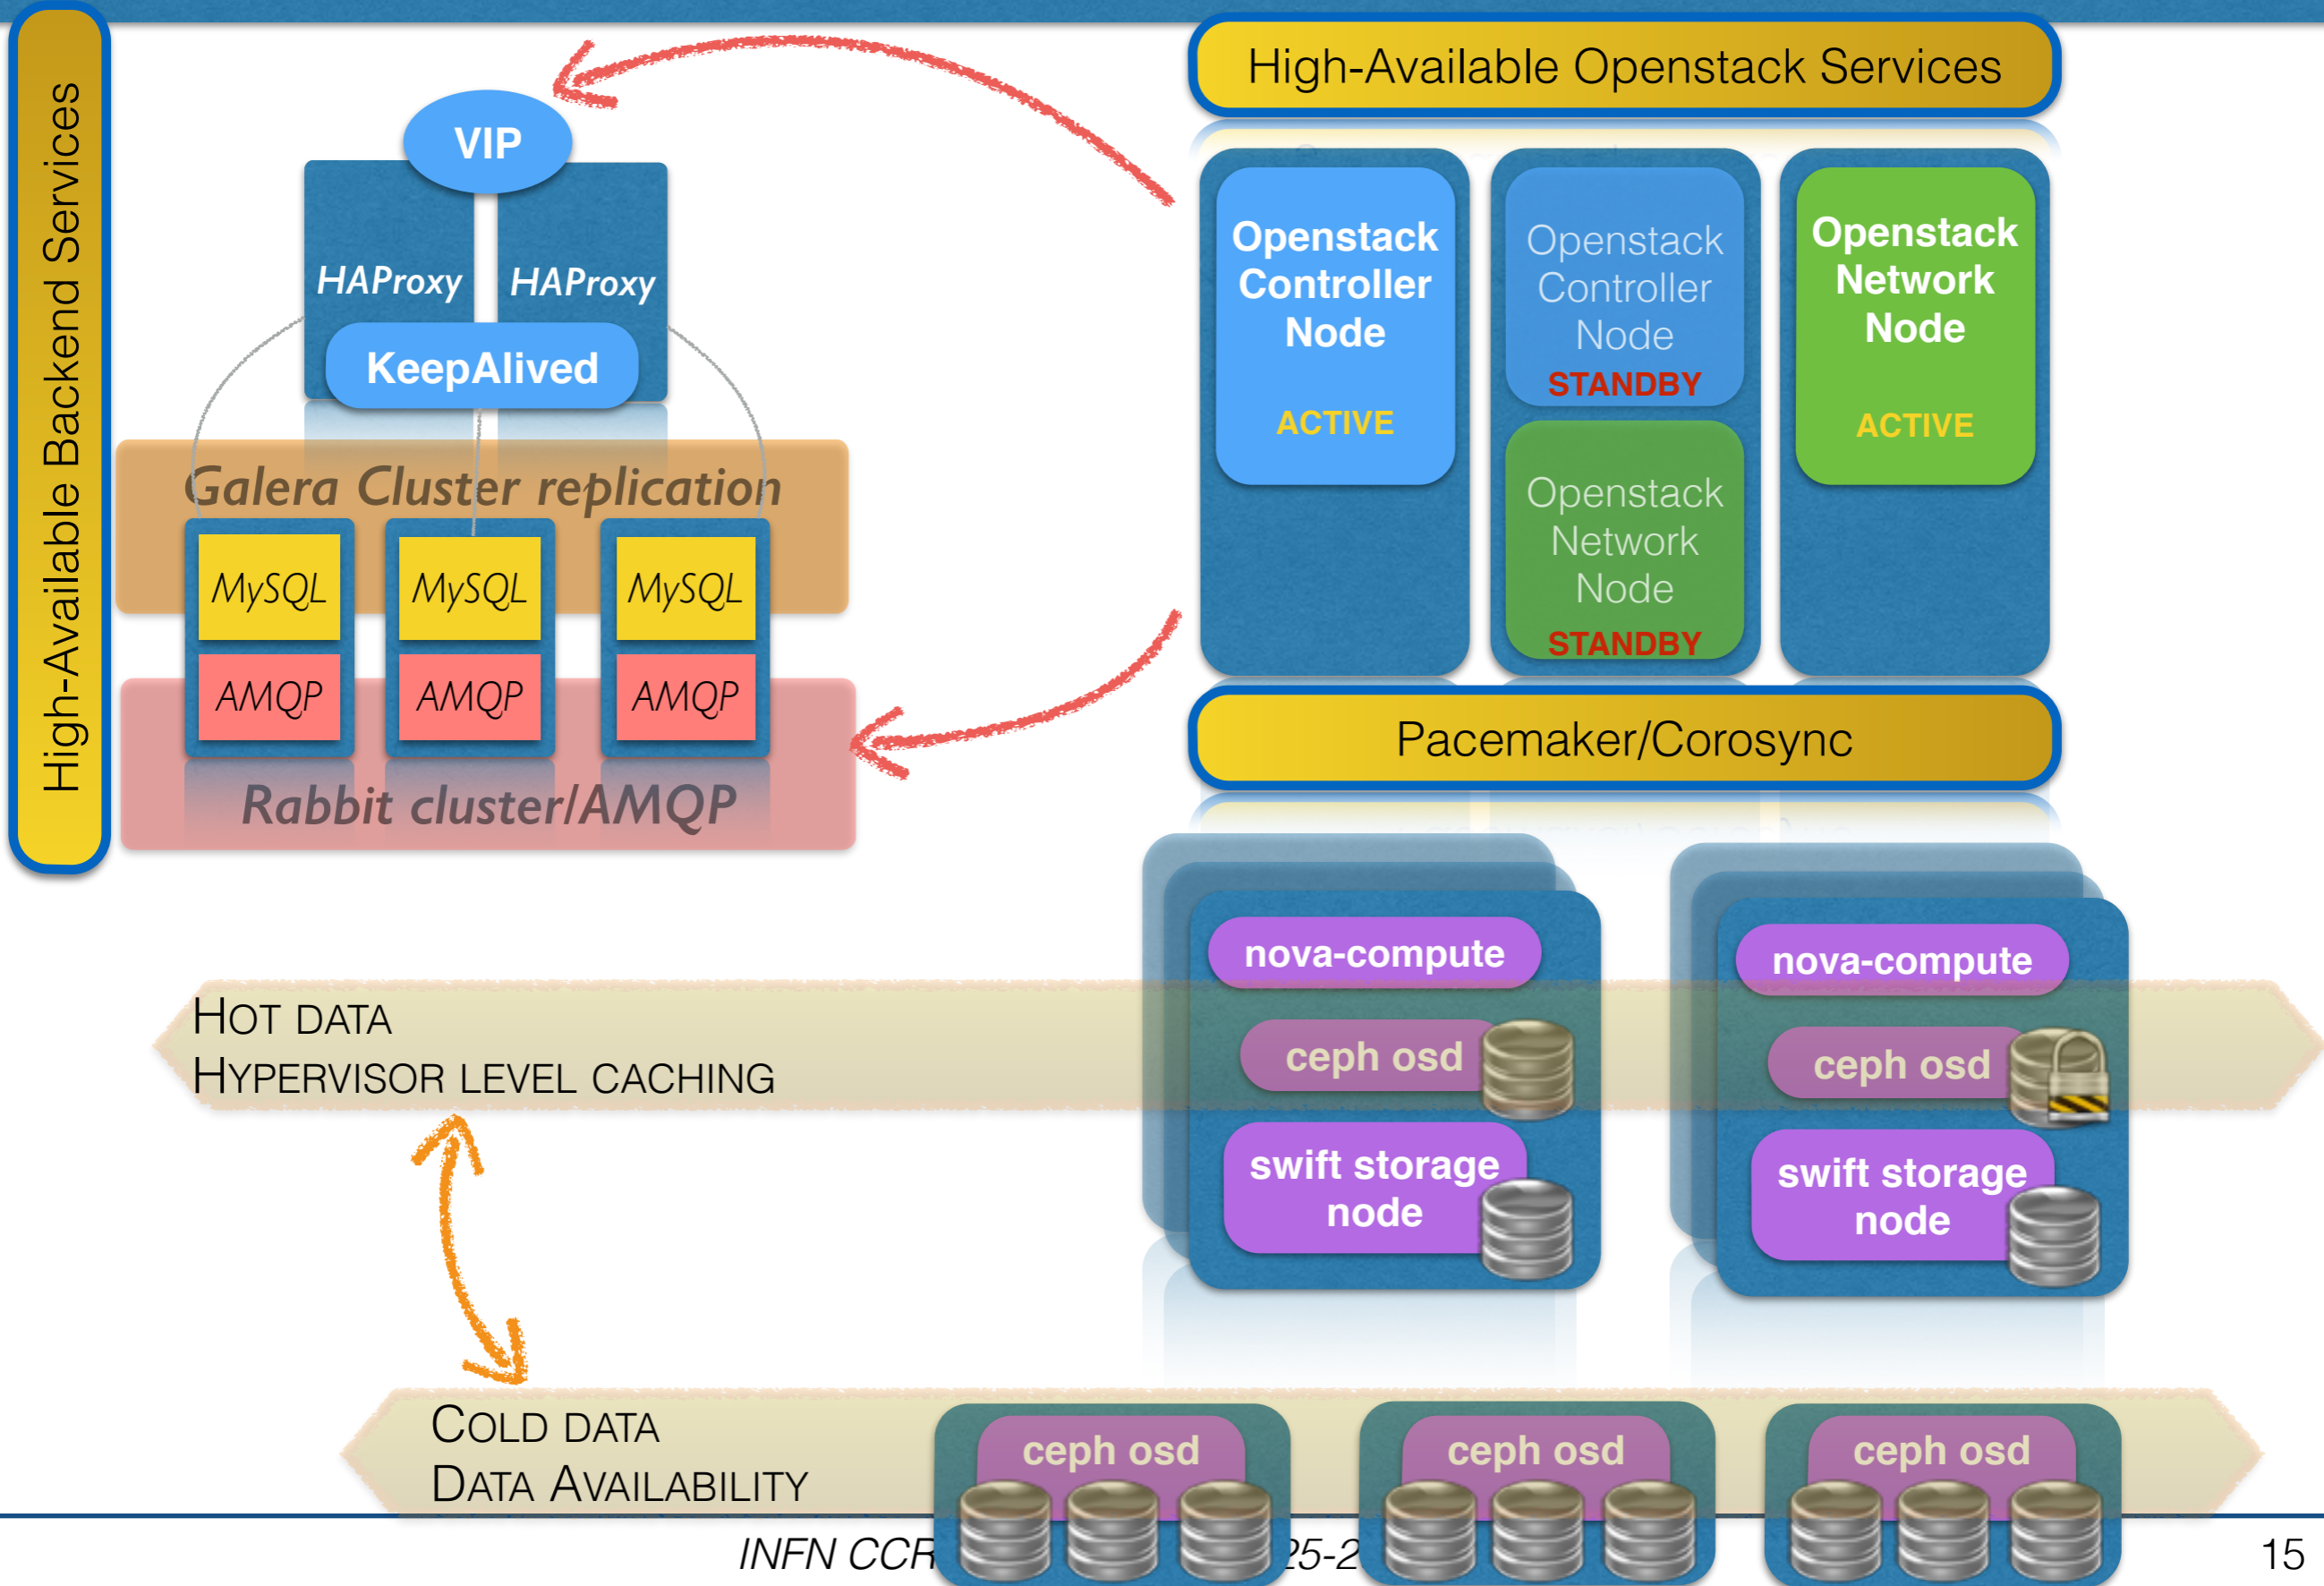 High-Available Backend Services
VIP
HAProxy
HAProxy
KeepAlived
Galera Cluster replication
MySQL
MySQL
MySQL
AMQP
AMQP
AMQP
Rabbit cluster/AMQP
High-Available Openstack Services
Openstack
Controller
Node
ACTIVE
Openstack
Controller
Node
STANDBY
Openstack
Network
Node
STANDBY
Openstack
Network
Node
ACTIVE
Pacemaker/Corosync
nova-compute
ceph osd
swift storage
node
nova-compute
ceph osd
swift storage
node
HOT DATA
HYPERVISOR LEVEL CACHING
COLD DATA
DATA AVAILABILITY
ceph osd
ceph osd
ceph osd
INFN CCR
15